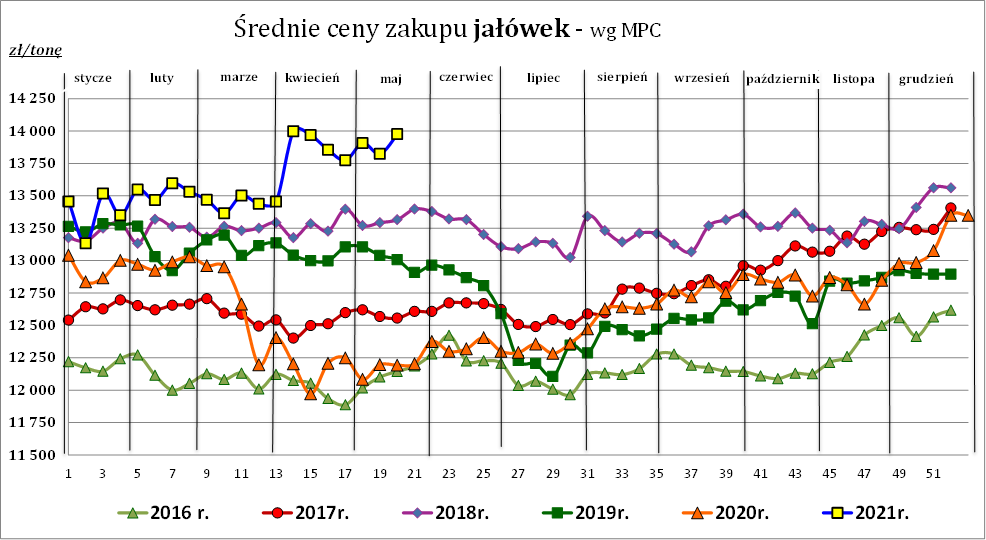 Średnie ceny zakupu jałówek - wg MPC
zł/tonę
stycze luty marze kwiecień maj czerwiec lipiec sierpień wrzesień październik listopa grudzień
14 250
14 000
13 750
13 500
13 250
13 000
12 750
12 500
12 250
12 000
11 750
11 500
1 3 5 7 9 11 13 15 17 19 21 23 25 27 29 31 33 35 37 39 41 43 45 47 49 51
2016 r. 2017r. 2018r. 2019r. 2020r. 2021r.